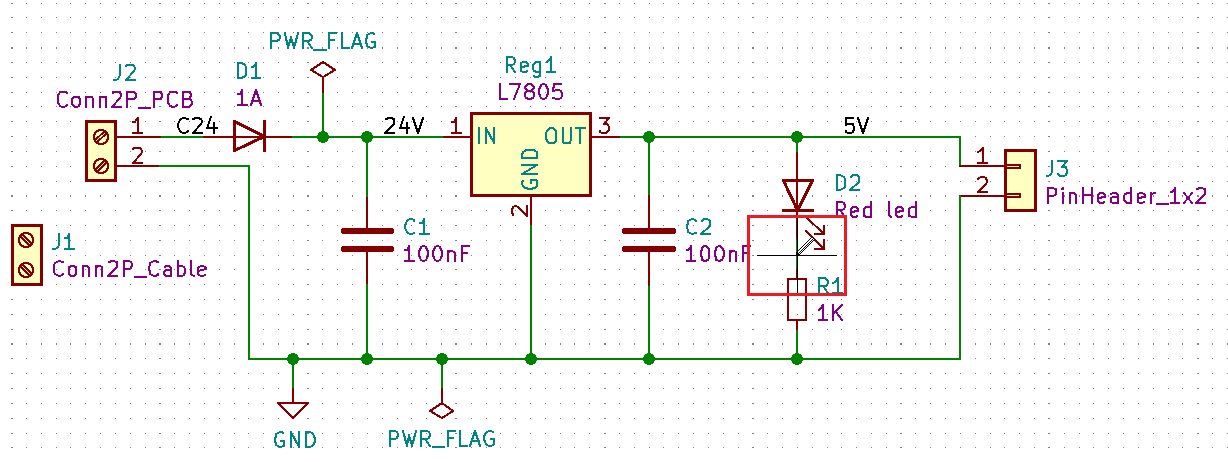 PWR_FLAG
J2
Conn2P_PCB
1
2
C24
D1
1A
24V
Reg1
L7805
1
IN
OUT
3
GND
2
5V
1
2
J3
PinHeader_1x2
D2
Red led
J1
Conn2P_Cable
C1
100nF
C2
100nF
R1
1K
GND
PWR_FLAG